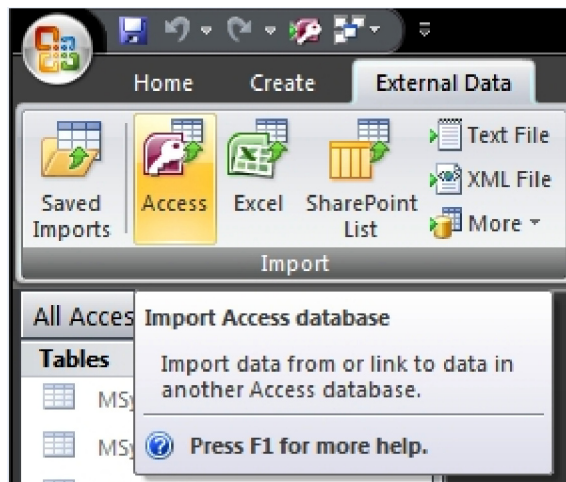 Home Create External Data
Saved Imports
Access
Excel
SharePoint List
Text File
XML File
More
Import
All Acces
Import Access database
Import data from or link to data in
another Access database.
Press F1 for more help.
Tables
MSy
MSy